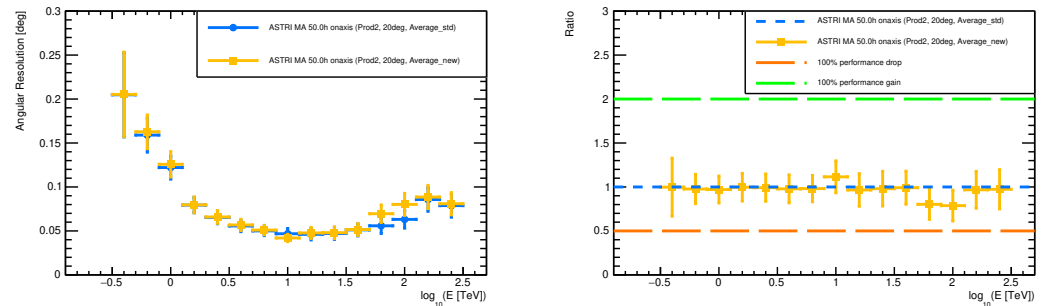 Angular Resolution [deg]
0.3
0.25
0.2
0.15
0.1
0.05
0
ASTRI MA 50.0h onaxis (Prod2, 20deg, Average_std)
ASTRI MA 50.0h onaxis (Prod2, 20deg, Average_new)
−0.5 0 0.5 1.0 1.5 2.0 2.5
log10(E [TeV])
Ratio
3
2.5
2
1.5
1
0.5
0
ASTRI MA 50.0h onaxis (Prod2, 20deg, Average_std)
ASTRI MA 50.0h onaxis (Prod2, 20deg, Average_new)
100% performance drop
100% performance gain
−0.5 0 0.5 1.0 1.5 2.0 2.5
log10(E [TeV])